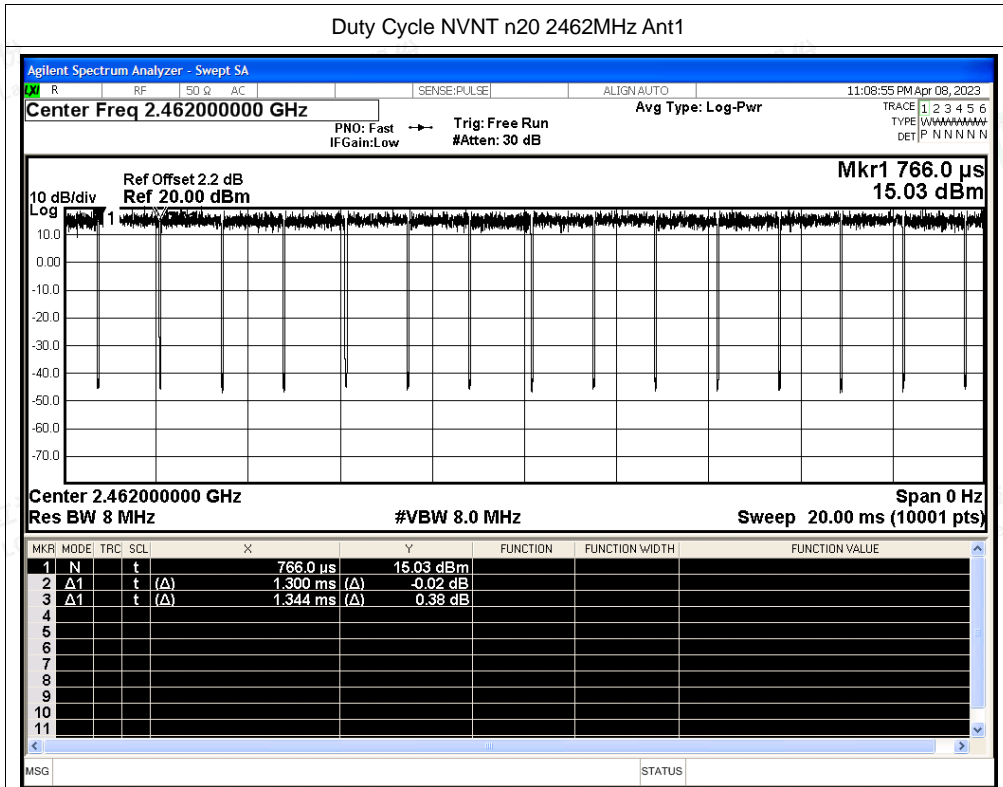 Duty Cycle NVNT n20 2462MHz Ant1
Agilent Spectrum Analyzer - Swept SA
LXI R RF 50 Ω AC SENSE:PULSE ALIGN AUTO 11:08:55 PM Apr 08, 2023
Center Freq 2.462000000 GHz Avg Type: Log-Pwr TRACE 1 2 3 4 5 6
PNO: Fast Trig: Free Run TYPE WWWWWW
IFGain:Low #Atten: 30 dB DET P N N N N N
Mkr1 766.0 µs
Ref Offset 2.2 dB
10 dB/div Ref 20.00 dBm 15.03 dBm
Log
1
10.0
0.00
-10.0
-20.0
-30.0
-40.0
-50.0
-60.0
-70.0
Center 2.462000000 GHz Span 0 Hz
Res BW 8 MHz #VBW 8.0 MHz Sweep 20.00 ms (10001 pts)
MKR MODE TRC SCL X Y FUNCTION FUNCTION WIDTH FUNCTION VALUE
1 N t 766.0 µs 15.03 dBm
2 Δ1 t (Δ) 1.300 ms (Δ) -0.02 dB
3 Δ1 t (Δ) 1.344 ms (Δ) 0.38 dB
4
5
6
7
8
9
10
11
MSG STATUS